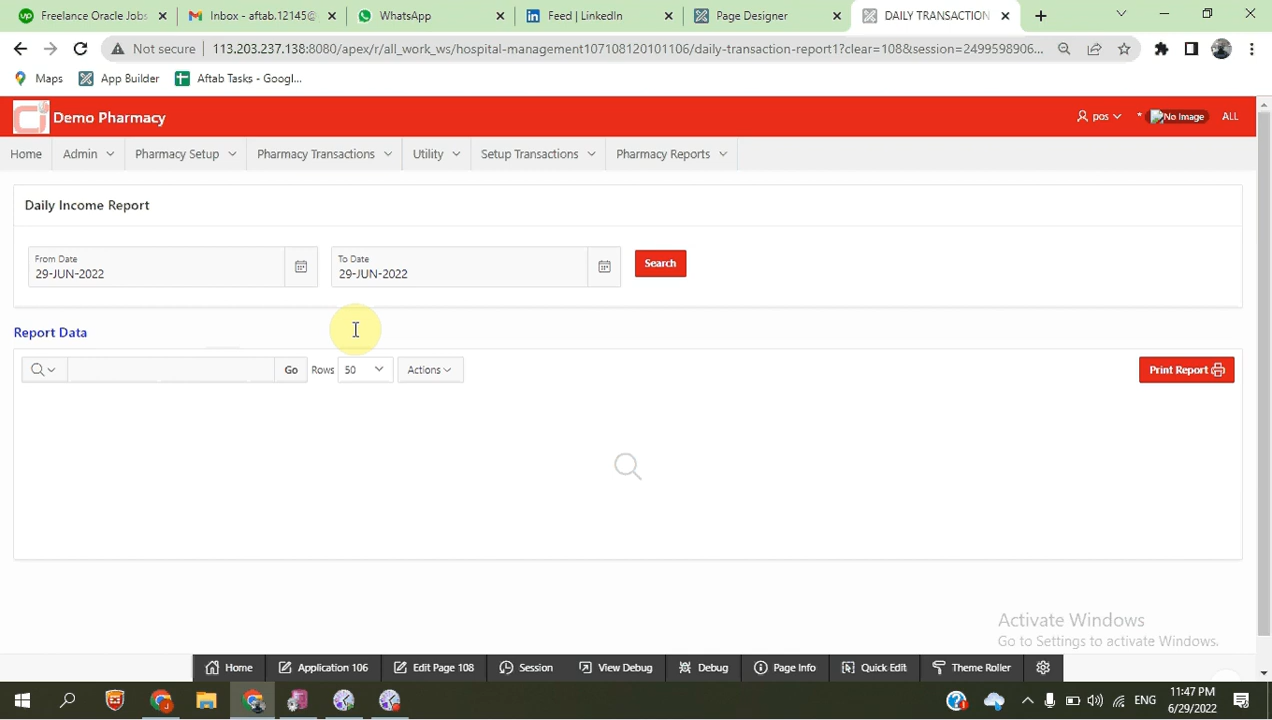 Freelance Oracle Jobs
Inbox - aftab.12145@
WhatsApp
Feed | LinkedIn
Page Designer
DAILY TRANSACTION
Not secure
113.203.237.138:8080/apex/r/all_work_ws/hospital-management107108120101106/daily-transaction-report1?clear=108&session=2499598906...
Maps
App Builder
Aftab Tasks - Googl...
Demo Pharmacy
pos
* No Image
ALL
Home
Admin
Pharmacy Setup
Pharmacy Transactions
Utility
Setup Transactions
Pharmacy Reports
Daily Income Report
From Date
29-JUN-2022
To Date
29-JUN-2022
Search
Report Data
Go
Rows
50
Actions
Print Report
Activate Windows
Go to Settings to activate Windows.
Home
Application 106
Edit Page 108
Session
View Debug
Debug
Page Info
Quick Edit
Theme Roller
ENG
11:47 PM
6/29/2022